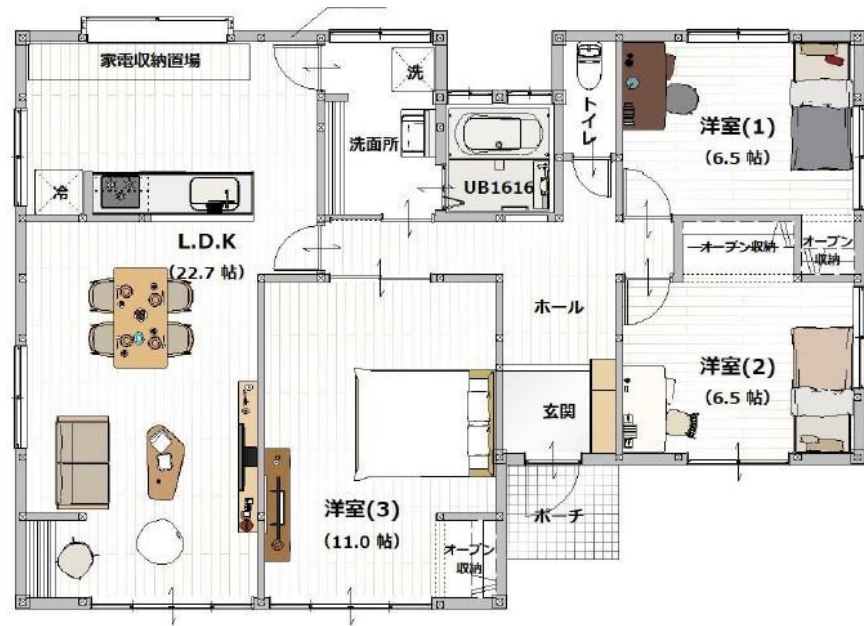 家電収納置場
洗
トイレ
洋室(1)
(6.5 帖)
洗面所
冷
UB1616
L.D.K
(22.7 帖)
オープン収納
オープン
収納
ホール
洋室(2)
(6.5 帖)
玄関
洋室(3)
(11.0 帖)
ポーチ
オープン
収納